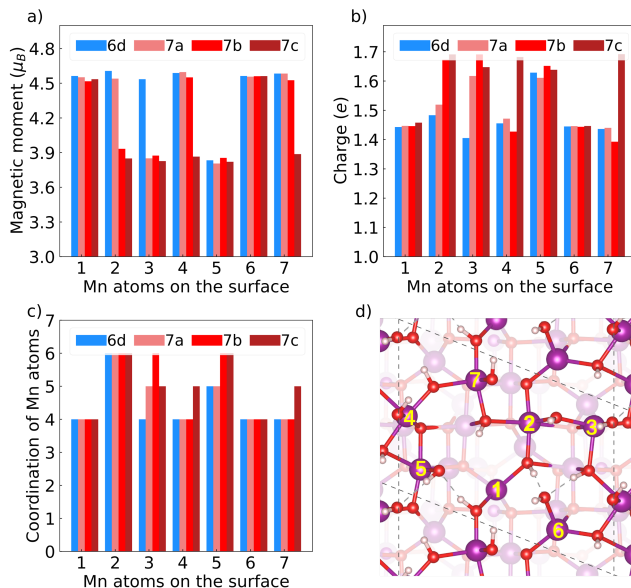 a)
6d 7a 7b 7c
Magnetic moment (μB)
4.8
4.5
4.2
3.9
3.6
3.3
3.0
1 2 3 4 5 6 7
Mn atoms on the surface
b)
6d 7a 7b 7c
Charge (e)
1.7
1.6
1.5
1.4
1.3
1.2
1.1
1.0
1 2 3 4 5 6 7
Mn atoms on the surface
c)
6d 7a 7b 7c
Coordination of Mn atoms
7
6
5
4
3
2
1
0
1 2 3 4 5 6 7
Mn atoms on the surface
d)
7
4
2
3
5
1
6